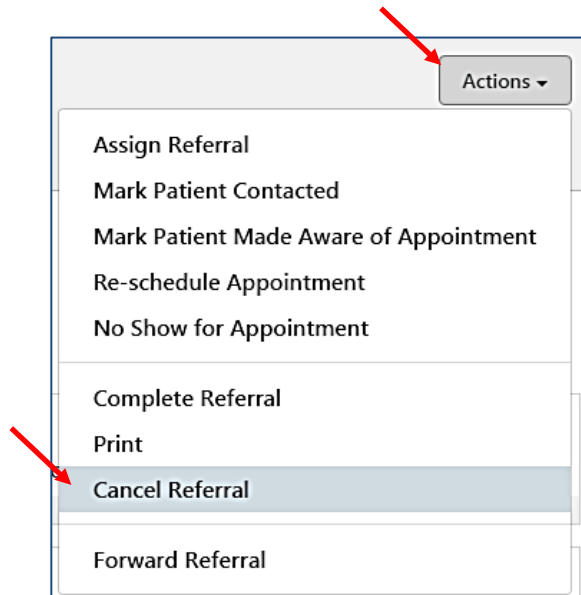 Actions
Assign Referral
Mark Patient Contacted
Mark Patient Made Aware of Appointment
Re-schedule Appointment
No Show for Appointment
Complete Referral
Print
Cancel Referral
Forward Referral